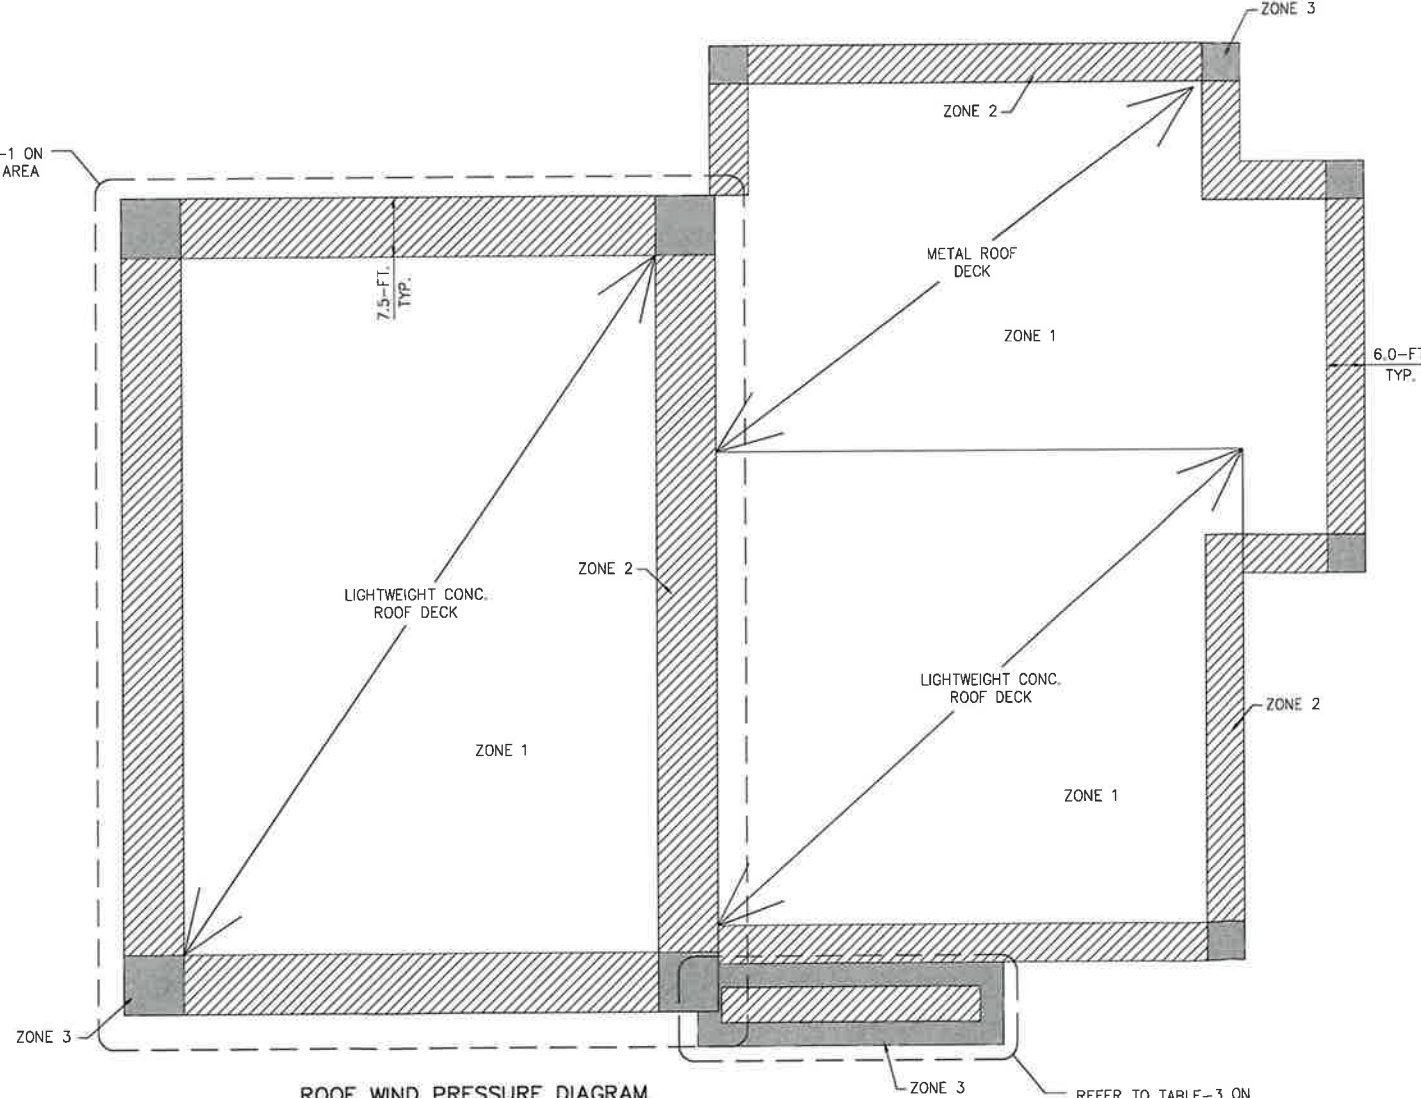 ZONE 3
ZONE 2
-1 ON
AREA
METAL ROOF
DECK
7.5-FT.
TYP.
ZONE 1
6.0-FT
TYP.
ZONE 2
LIGHTWEIGHT CONC.
ROOF DECK
LIGHTWEIGHT CONC.
ROOF DECK
ZONE 2
ZONE 1
ZONE 1
ZONE 3
ZONE 3
ROOF WIND PRESSURE DIAGRAM
REFER TO TABLE-3 ON